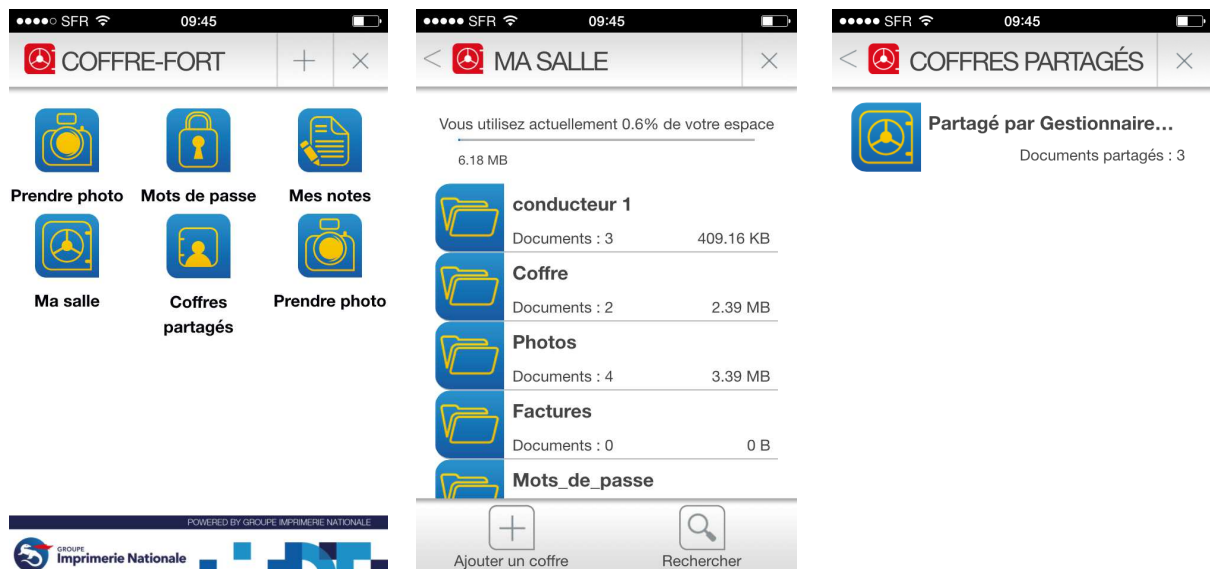 SFR 09:45
COFFRE-FORT
Prendre photo Mots de passe Mes notes
Ma salle Coffres partagés Prendre photo
POWERED BY GROUPE IMPRIMERIE NATIONALE
GROUPE
Imprimerie Nationale
SFR 09:45
< MA SALLE
Vous utilisez actuellement 0.6% de votre espace
6.18 MB
conducteur 1
Documents : 3 409.16 KB
Coffre
Documents : 2 2.39 MB
Photos
Documents : 4 3.39 MB
Factures
Documents : 0 0 B
Mots_de_passe
Ajouter un coffre Rechercher
SFR 09:45
< COFFRES PARTAGÉS
Partagé par Gestionnaire...
Documents partagés : 3